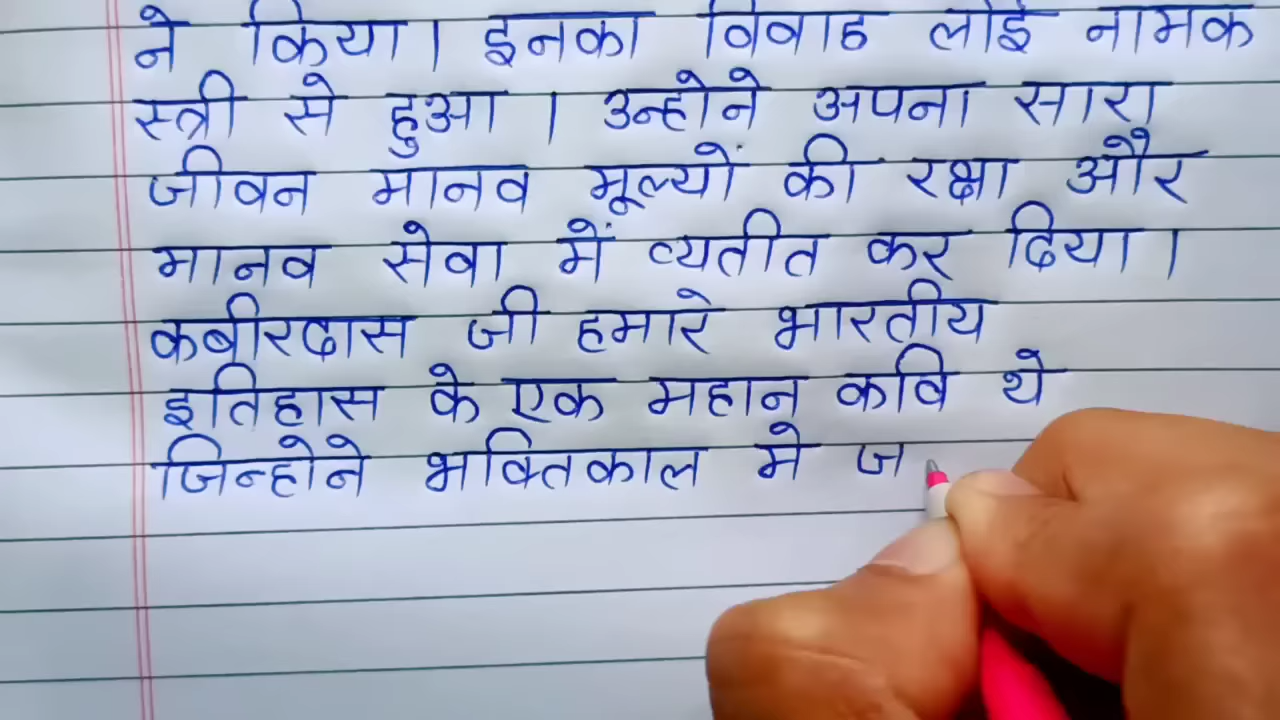 ने किया। इनका विवाह लोई नामक
स्त्री से हुआ । उन्होने अपना सारा
जीवन मानव मूल्यों की रक्षा और
मानव सेवा में व्यतीत कर दिया ।
कबीरदास जी हमारे भारतीय
इतिहास के एक महान कवि थे
जिन्होने भक्तिकाल मे ज